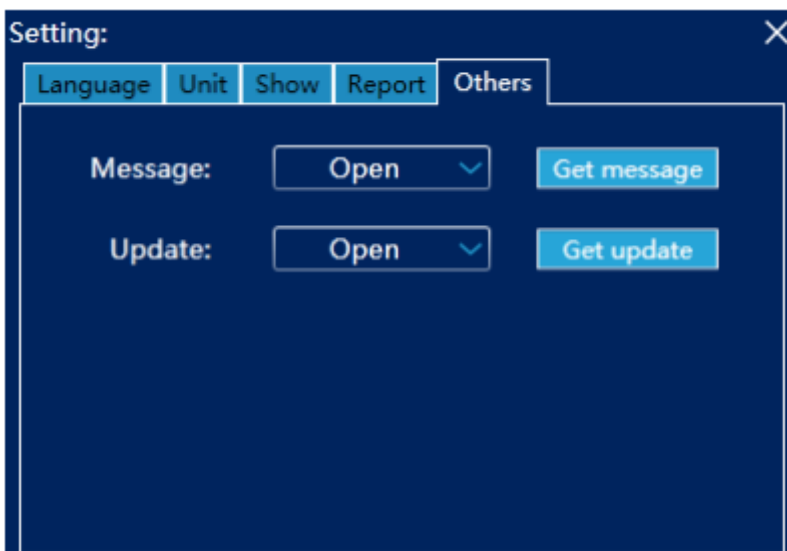 Setting:
Language Unit Show Report Others
Message: Open Get message
Update: Open Get update